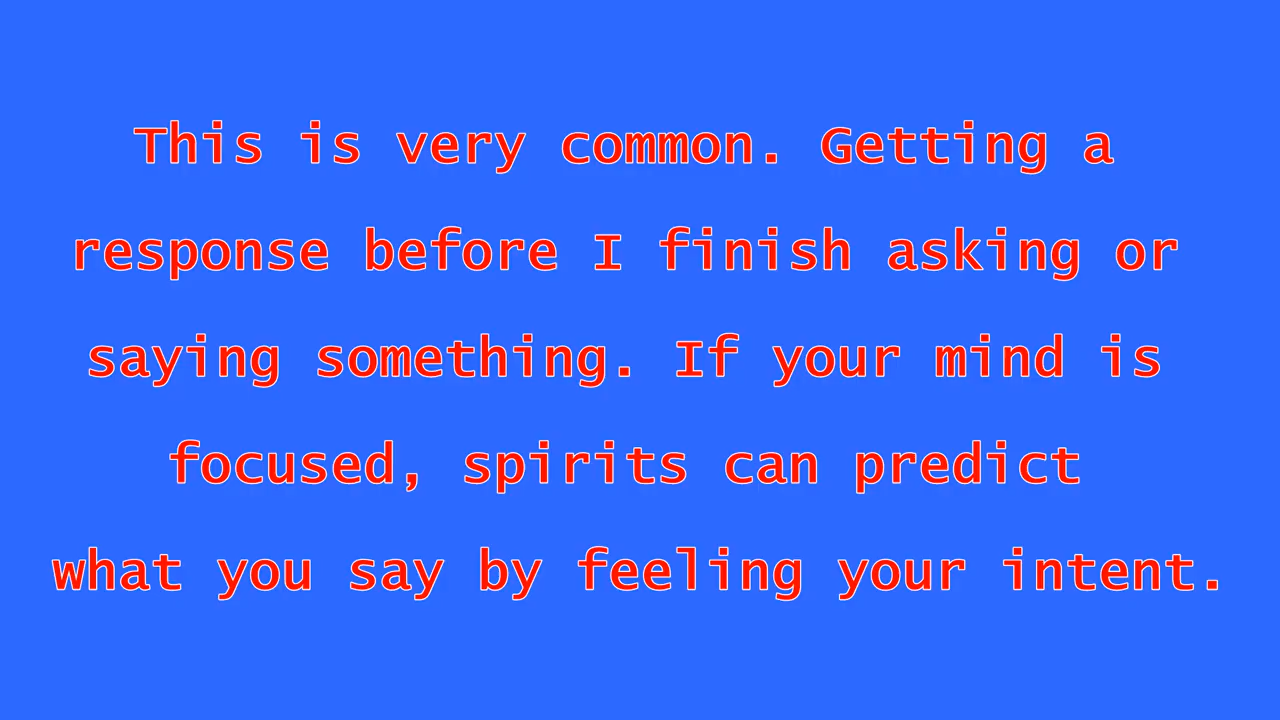 This is very common. Getting a
response before I finish asking or
saying something. If your mind is
focused, spirits can predict
what you say by feeling your intent.